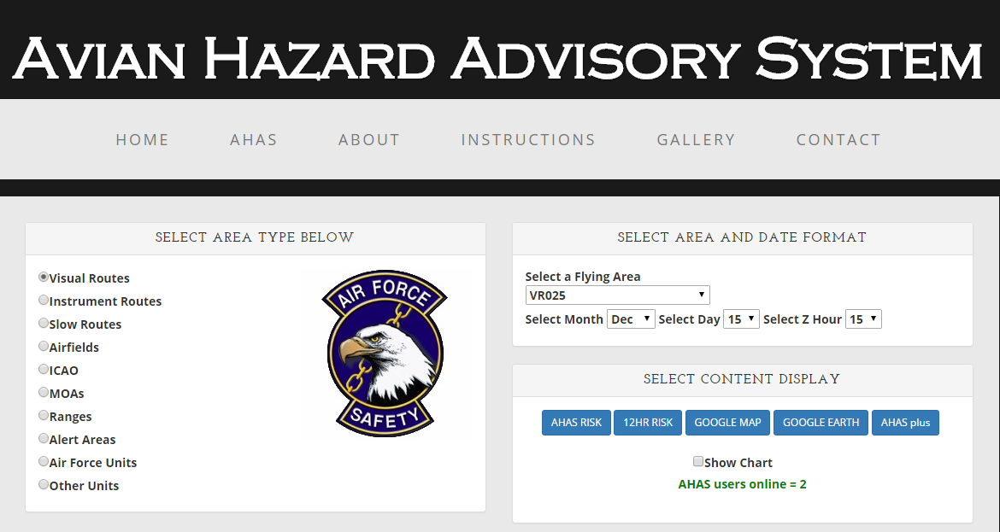 AVIAN HAZARD ADVISORY SYSTEM
HOME AHAS ABOUT INSTRUCTIONS GALLERY CONTACT
SELECT AREA TYPE BELOW
Visual Routes
Instrument Routes
Slow Routes
Airfields
ICAO
MOAs
Ranges
Alert Areas
Air Force Units
Other Units
AIR FORCE
SAFETY
SELECT AREA AND DATE FORMAT
Select a Flying Area
VR025
Select Month Dec Select Day 15 Select Z Hour 15
SELECT CONTENT DISPLAY
AHAS RISK 12HR RISK GOOGLE MAP GOOGLE EARTH AHAS plus
Show Chart
AHAS users online = 2